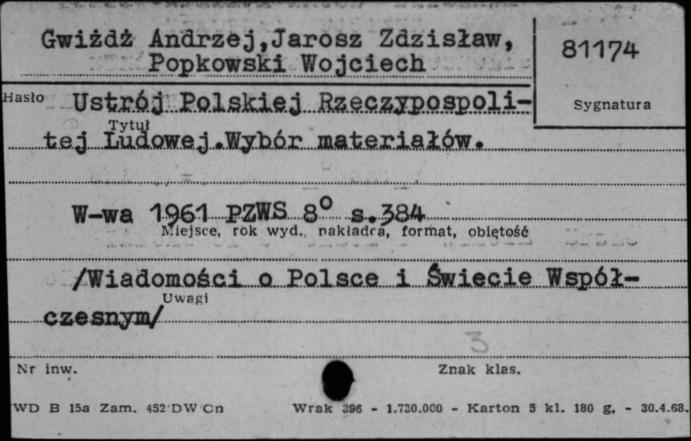 Gwiżdż Andrzej,Jarosz Zdzisław,
Popkowski Wojciech
81174
Hasło
Sygnatura
Ustrój Polskiej Rzeczypospoli-
Tytuł
tej Ludowej.Wybór materiałów.
W-wa 1961 PZWS 8° s.384
Miejsce, rok wyd., nakładca, format, objętość
/Wiadomości o Polsce i Świecie Współ-
Uwagi
czesnym/
3
Nr inw.
Znak klas.
WD B 15a Zam. 452 DW Cn
Wrak 396 - 1.730.000 - Karton 5 kl. 180 g. - 30.4.68.